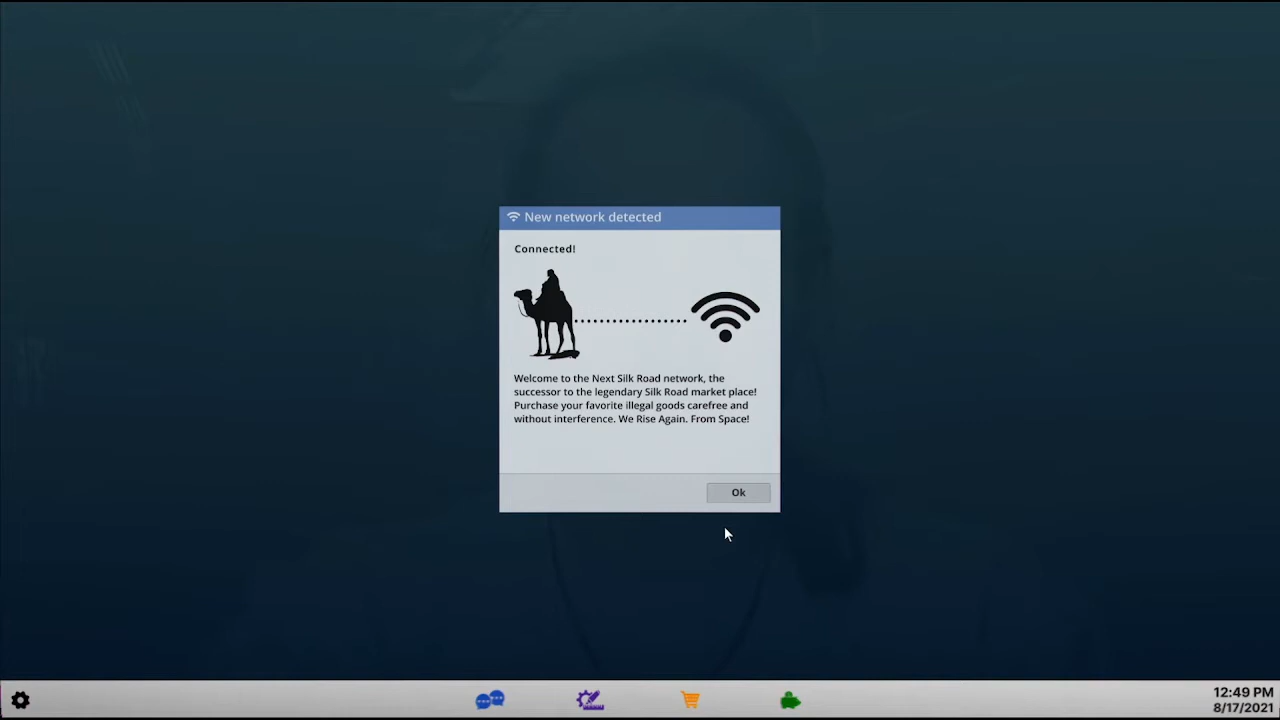 New network detected
Connected!
Welcome to the Next Silk Road network, the
successor to the legendary Silk Road market place!
Purchase your favorite illegal goods carefree and
without interference. We Rise Again. From Space!
Ok
12:49 PM
8/17/2021